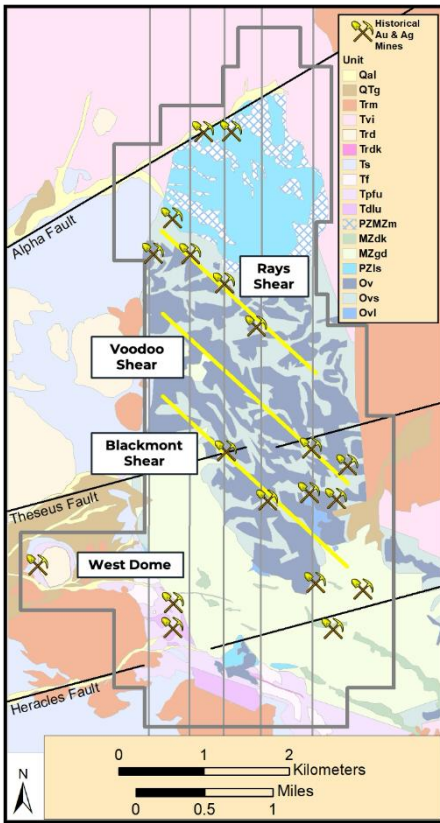 Historical
Au & Ag
Mines
Unit
Qal
QTg
Trm
Tvi
Trd
Trdk
Ts
Tf
Tpfu
Tdlu
PZMZm
MZdk
MZgd
PZls
Ov
Ovs
Ovl
Alpha Fault
Rays
Shear
Voodoo
Shear
Blackmont
Shear
Theseus Fault
West Dome
Heracles Fault
N
0 1 2
Kilometers
Miles
0 0.5 1